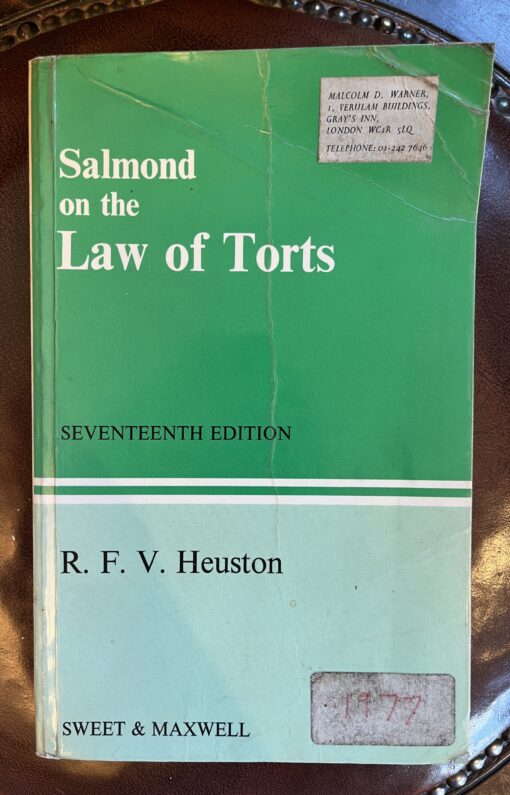 MALCOLM D. WARNER,
1, VERULAM BUILDINGS,
GRAY'S INN,
LONDON WC1R 5LQ
TELEPHONE: 01-242 7646
Salmond
on the
Law of Torts
SEVENTEENTH EDITION
R. F. V. Heuston
1977
SWEET & MAXWELL